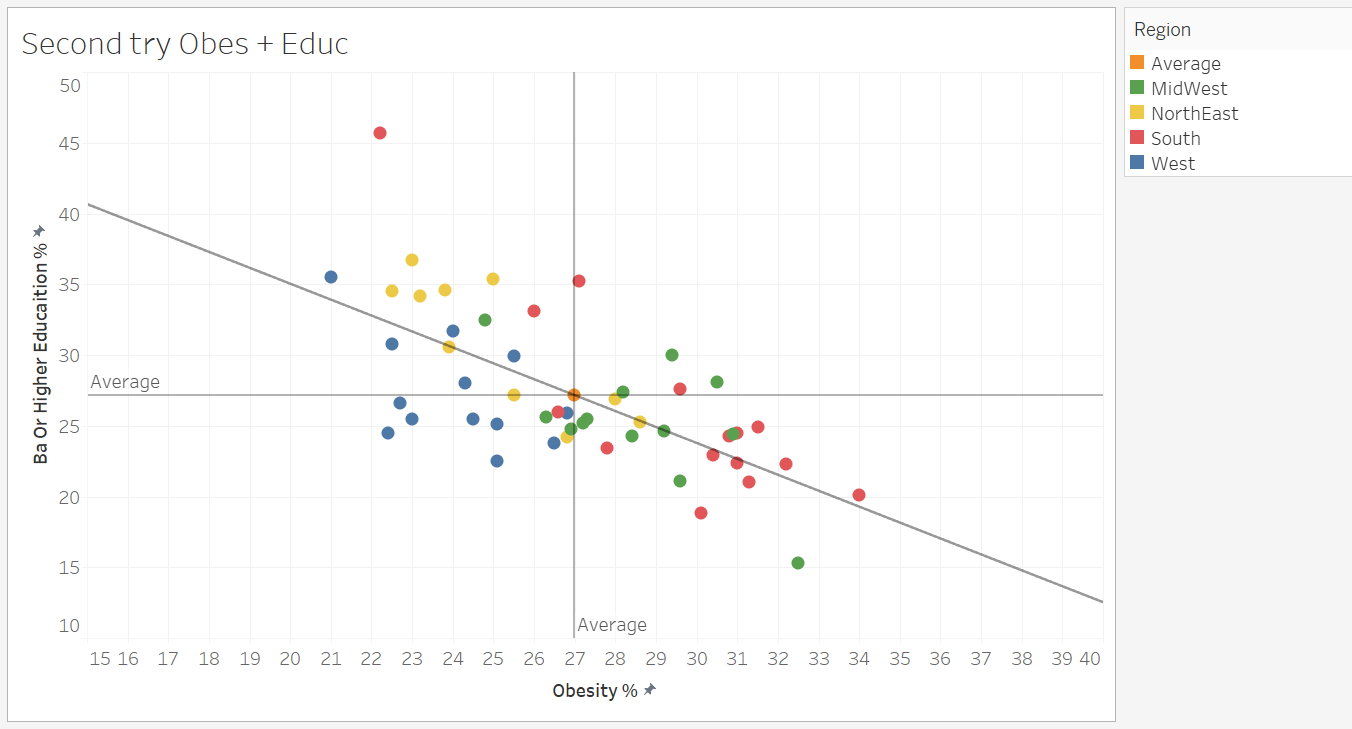 Second try Obes + Educ
Region
Average
MidWest
NorthEast
South
West
Ba Or Higher Educaition %
50
45
40
35
30
25
20
15
10
Average
Average
15 16 17 18 19 20 21 22 23 24 25 26 27 28 29 30 31 32 33 34 35 36 37 38 39 40
Obesity %